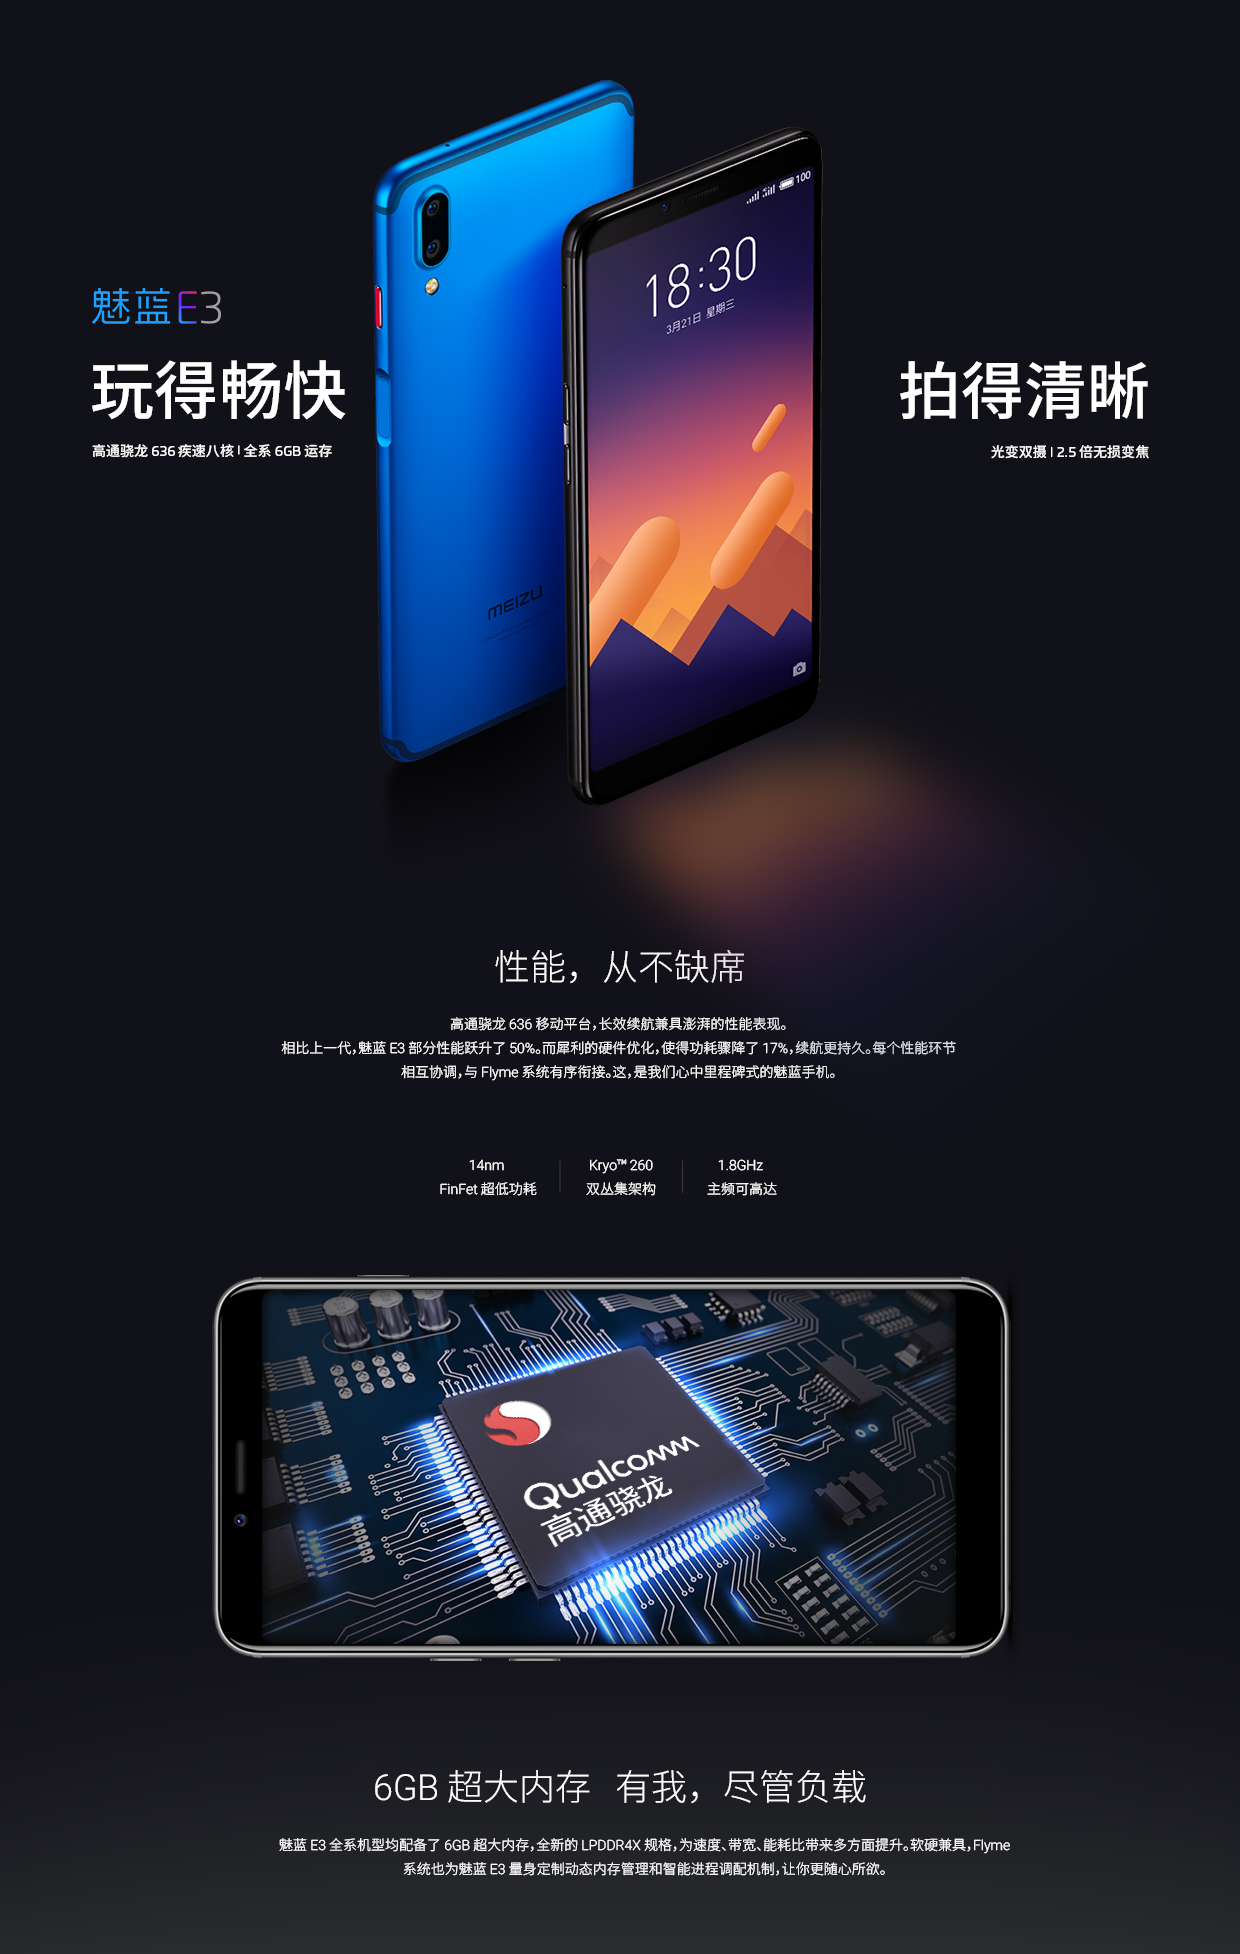 魅蓝 E3
玩得畅快
高通骁龙 636 疾速八核 | 全系 6GB 运存
拍得清晰
光变双摄 | 2.5 倍无损变焦
100
18:30
3月21日 星期三
MEIZU
性能，从不缺席
高通骁龙 636 移动平台，长效续航兼具澎湃的性能表现。
相比上一代，魅蓝 E3 部分性能跃升了 50%。而犀利的硬件优化，使得功耗骤降了 17%，续航更持久。每个性能环节
相互协调，与 Flyme 系统有序衔接。这，是我们心中里程碑式的魅蓝手机。
14nm
FinFet 超低功耗
Kryo™ 260
双丛集架构
1.8GHz
主频可高达
Qualcomm
高通骁龙
6GB 超大内存 有我，尽管负载
魅蓝 E3 全系机型均配备了 6GB 超大内存，全新的 LPDDR4X 规格，为速度、带宽、能耗比带来多方面提升。软硬兼具，Flyme
系统也为魅蓝 E3 量身定制动态内存管理和智能进程调配机制，让你更随心所欲。